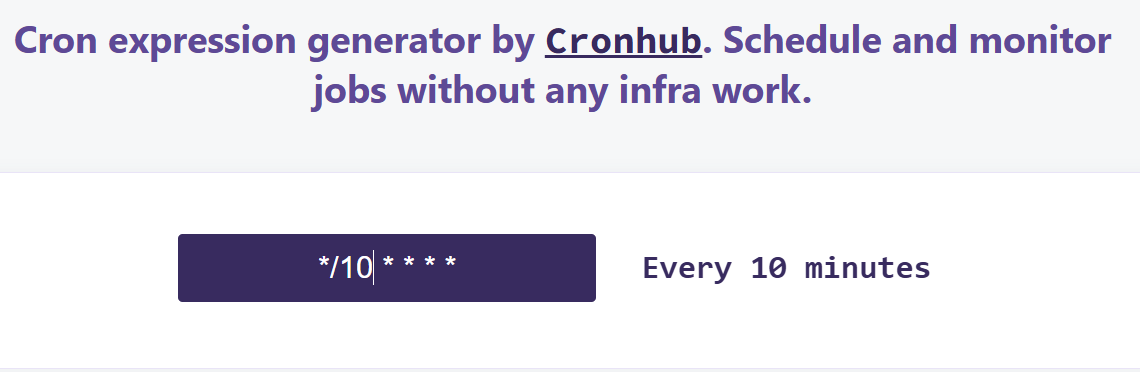 Cron expression generator by Cronhub. Schedule and monitor
jobs without any infra work.
*/10 * * * *
Every 10 minutes